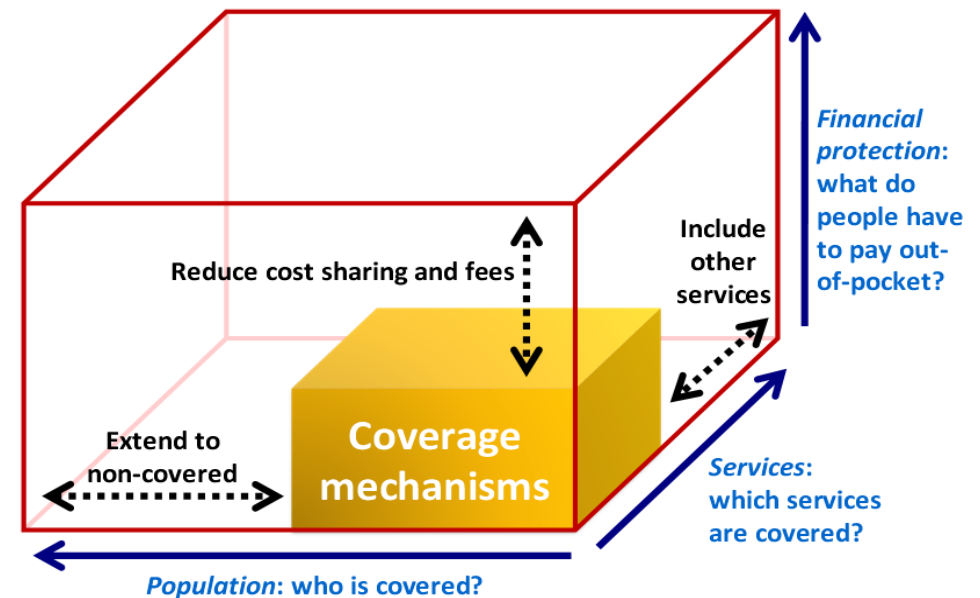 Financial
protection:
what do
people have
to pay out-
of-pocket?
Include
other
services
Reduce cost sharing and fees
Coverage
mechanisms
Extend to
non-covered
Services:
which services
are covered?
Population: who is covered?